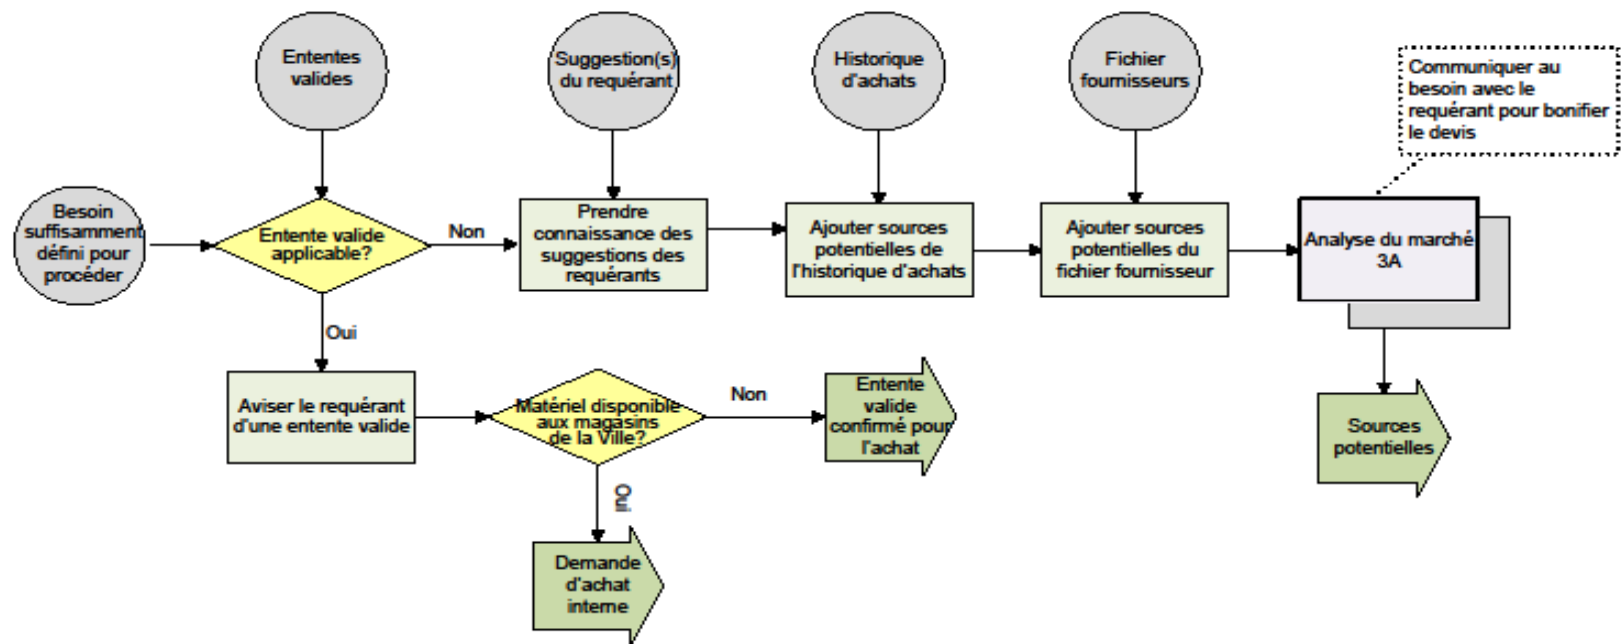 Ententes
valides
Suggestion(s)
du requérant
Historique
d'achats
Fichier
fournisseurs
Communiquer au
besoin avec le
requérant pour bonifier
le devis
Besoin
suffisamment
défini pour
procéder
Entente valide
applicable?
Non
Prendre
connaissance des
suggestions des
requérants
Ajouter sources
potentielles de
l'historique d'achats
Ajouter sources
potentielles du
fichier fournisseur
Analyse du marché
3A
Oui
Aviser le requérant
d'une entente valide
Matériel disponible
aux magasins
de la Ville?
Non
Entente
valide
confirmé pour
l'achat
Sources
potentielles
Oui
Demande
d'achat
interne